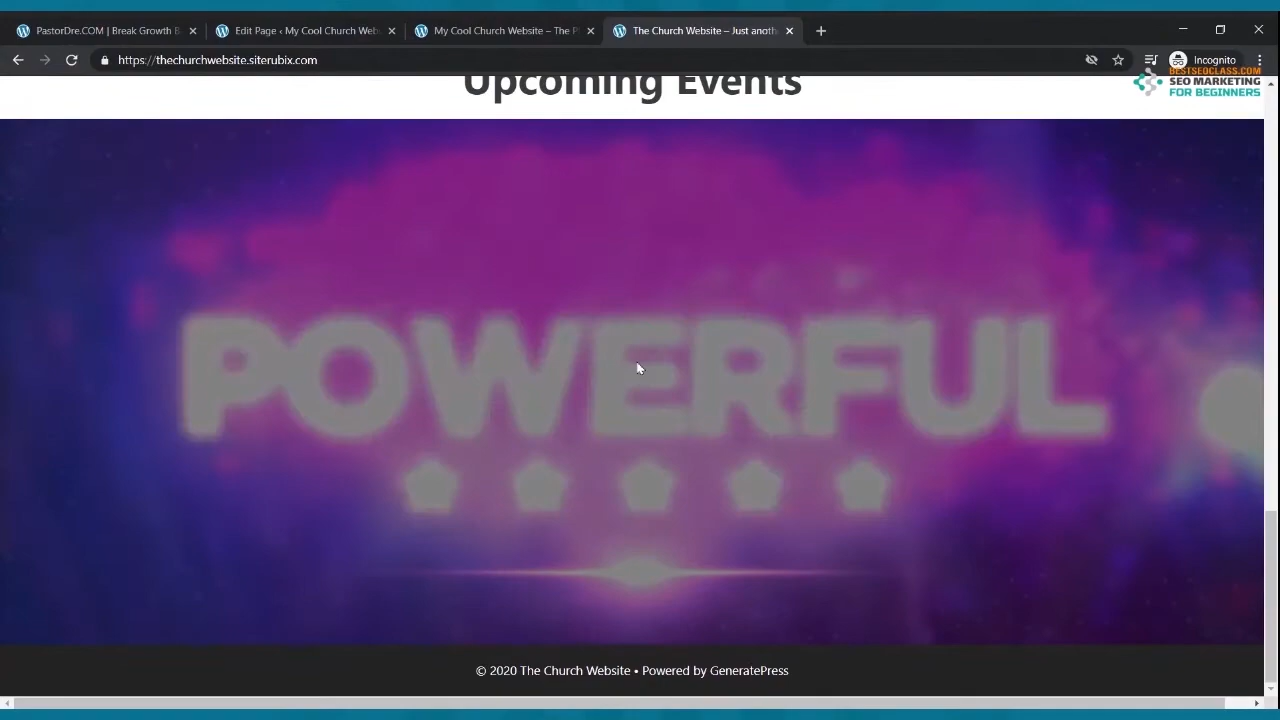 PastorDre.COM | Break Growth B
Edit Page ‹ My Cool Church Web
My Cool Church Website – The P
The Church Website – Just anoth
https://thechurchwebsite.siterubix.com
Incognito
BESTSEOCLASS.COM
SEO MARKETING
FOR BEGINNERS
Upcoming Events
POWERFUL
© 2020 The Church Website • Powered by GeneratePress